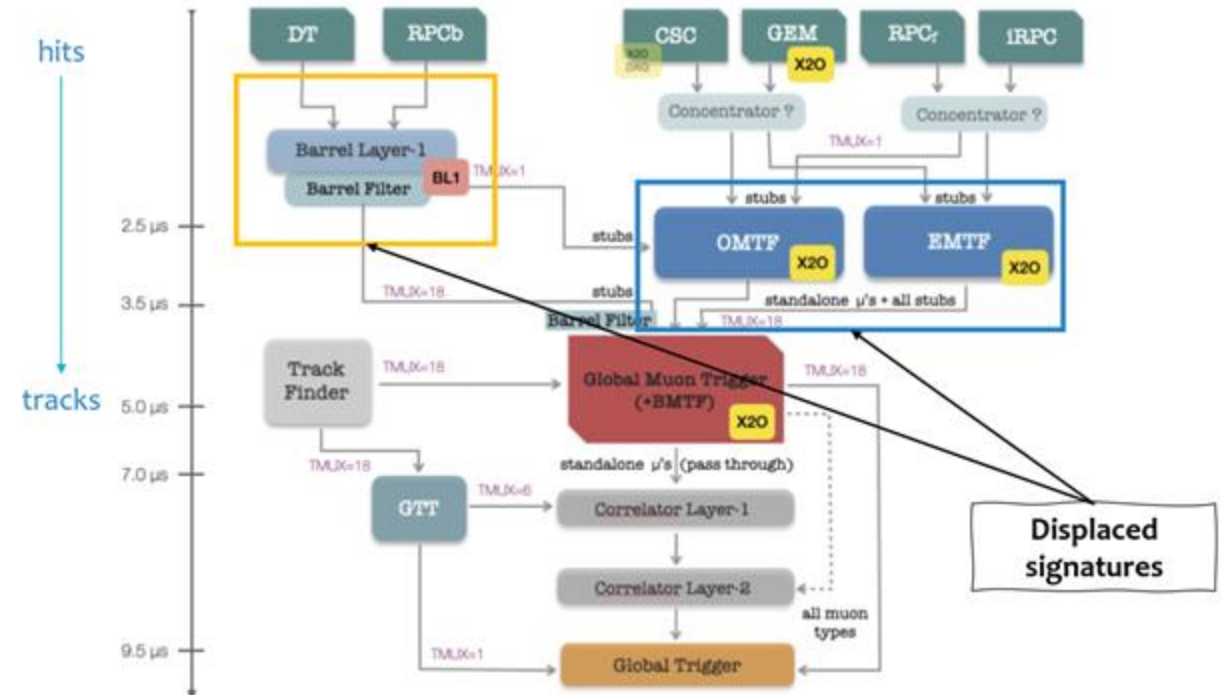 hits
tracks
2.5 µs
3.5 µs
5.0 µs
7.0 µs
9.5 µs
DT
RPCb
CSC
GEM
RPCf
iRPC
X2O
DAQ
X2O
Concentrator ?
Concentrator ?
TMUX=1
Barrel Layer-1
Barrel Filter
BL1
TMUX=1
stubs
stubs
stubs
OMTF
X2O
EMTF
X2O
TMUX=18
stubs
standalone µ's + all stubs
Barrel Filter
TMUX=18
Track
Finder
TMUX=18
Global Muon Trigger
(+BMTF)
X2O
TMUX=18
TMUX=18
standalone µ's (pass through)
GTT
TMUX=6
Correlator Layer-1
Correlator Layer-2
all muon
types
TMUX=1
Global Trigger
Displaced
signatures